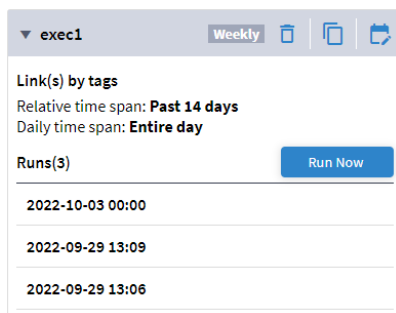 exec1 Weekly
Link(s) by tags
Relative time span: Past 14 days
Daily time span: Entire day
Runs(3) Run Now
2022-10-03 00:00
2022-09-29 13:09
2022-09-29 13:06